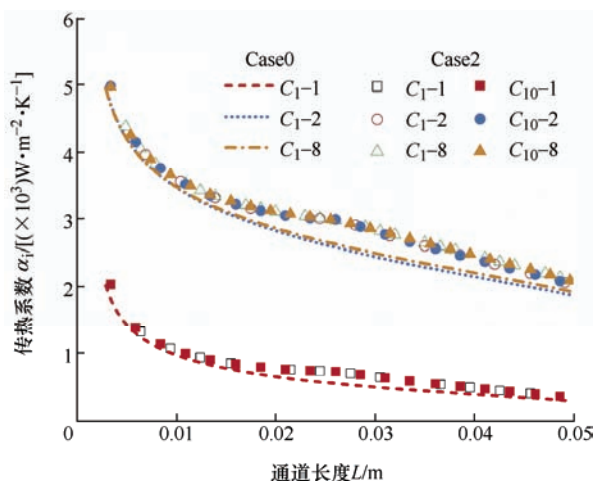 6
5
4
3
2
1
0
传热系数 αᵢ/[(×10³)W·m⁻²·K⁻¹]
Case0 Case2
C₁–1 C₁–1 C₁₀–1
C₁–2 C₁–2 C₁₀–2
C₁–8 C₁–8 C₁₀–8
0.01 0.02 0.03 0.04 0.05
通道长度L/m